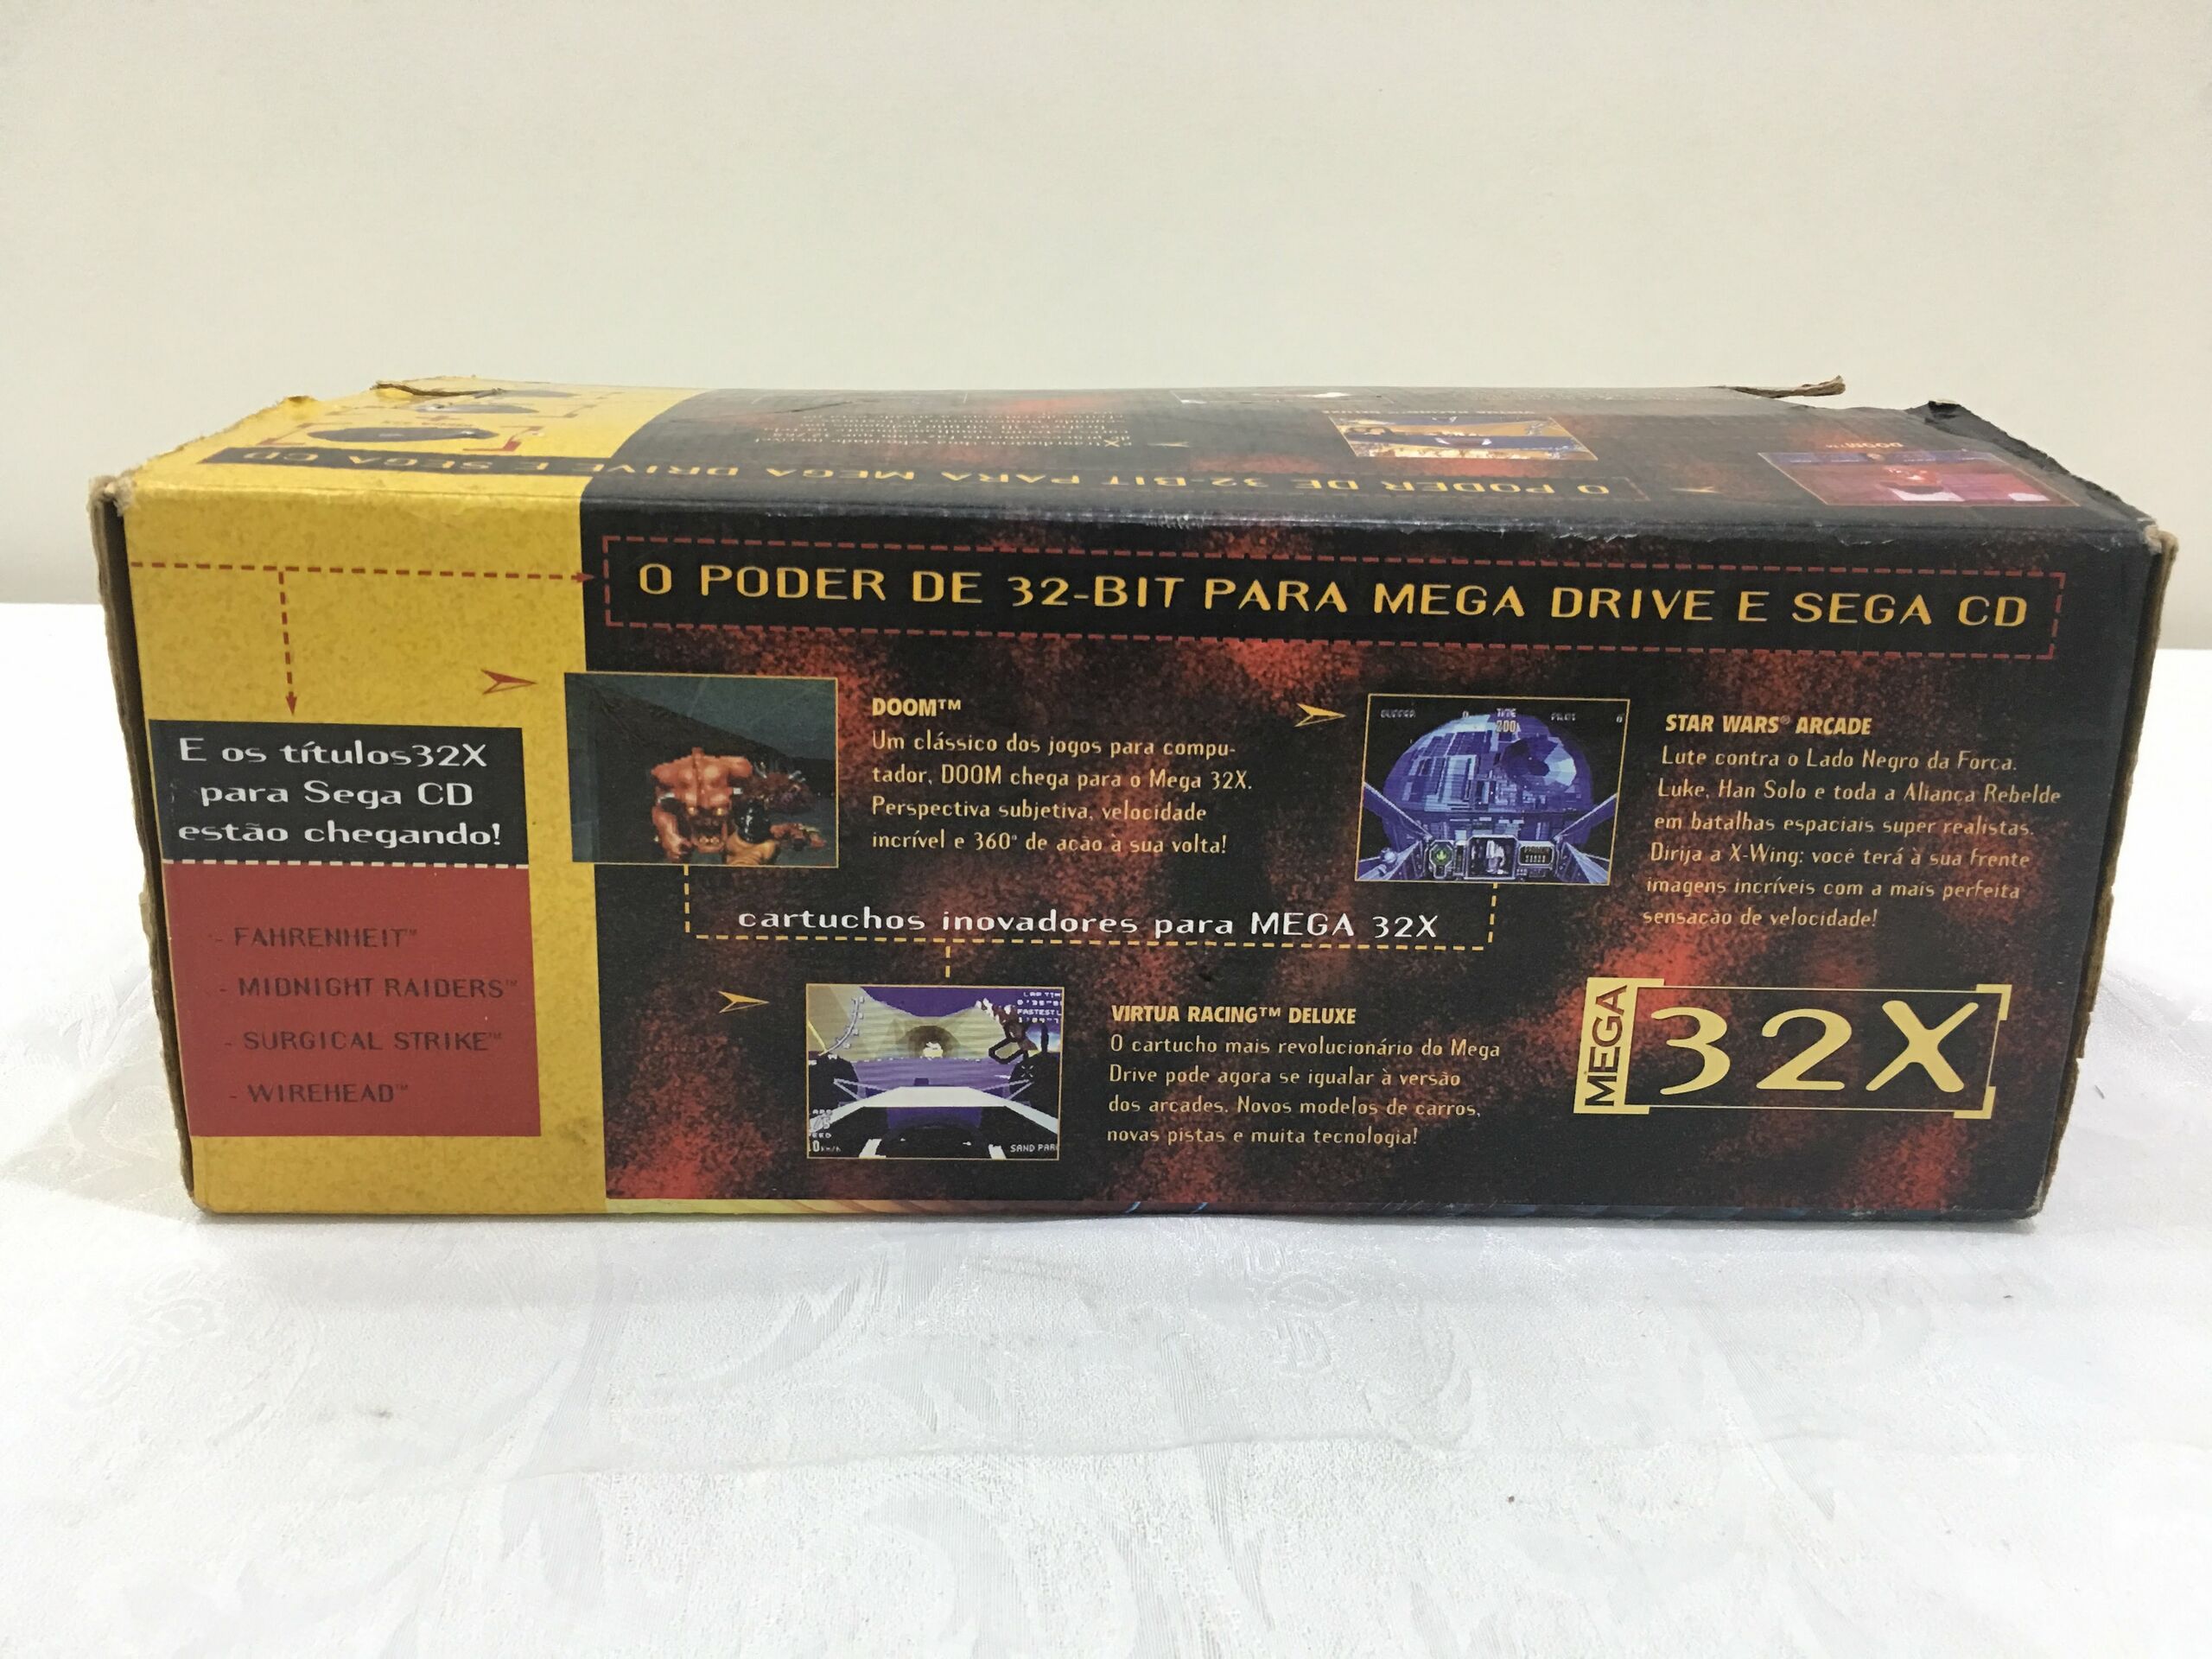 O PODER DE 32-BIT PARA MEGA DRIVE E SEGA CD
O PODER DE 32-BIT PARA MEGA DRIVE E SEGA CD
E os títulos32X
para Sega CD
estão chegando!
- FAHRENHEIT™
- MIDNIGHT RAIDERS™
- SURGICAL STRIKE™
- WIREHEAD™
DOOM™
Um clássico dos jogos para compu-
tador, DOOM chega para o Mega 32X.
Perspectiva subjetiva, velocidade
incrível e 360° de ação à sua volta!
TIME
200
STAR WARS® ARCADE
Lute contra o Lado Negro da Força.
Luke, Han Solo e toda a Aliança Rebelde
em batalhas espaciais super realistas.
Dirija a X-Wing: você terá à sua frente
imagens incríveis com a mais perfeita
sensação de velocidade!
cartuchos inovadores para MEGA 32X
SAND PAR
VIRTUA RACING™ DELUXE
O cartucho mais revolucionário do Mega
Drive pode agora se igualar à versão
dos arcades. Novos modelos de carros,
novas pistas e muita tecnologia!
MEGA 32X